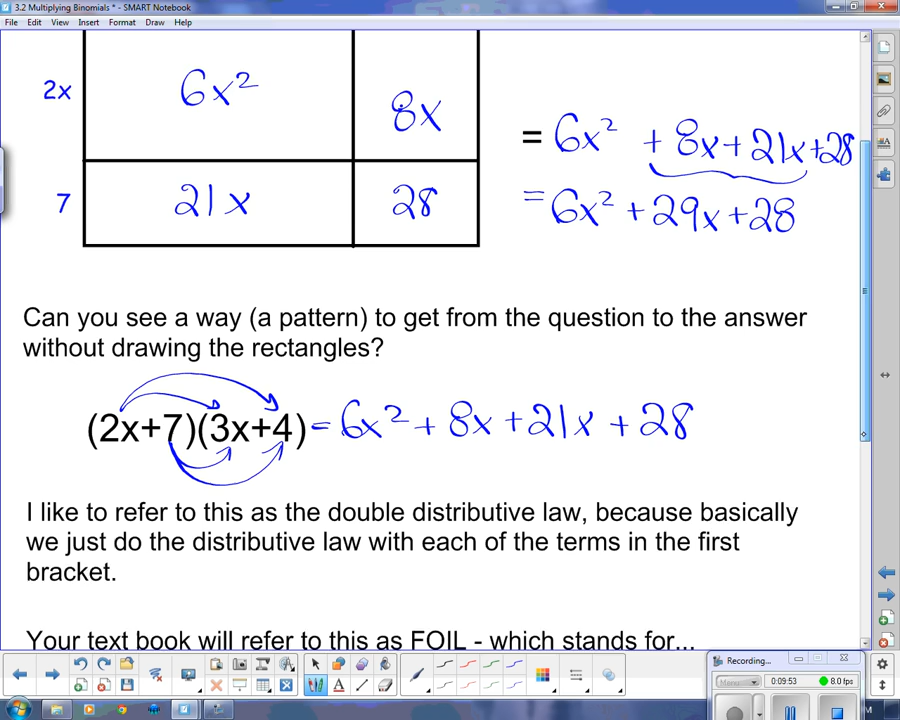 3.2 Multiplying Binomials * - SMART Notebook
File Edit View Insert Format Draw Help
2x 6x² 8x
= 6x² + 8x + 21x + 28
7 21x 28
= 6x² + 29x + 28
Can you see a way (a pattern) to get from the question to the answer
without drawing the rectangles?
(2x+7)(3x+4) = 6x² + 8x + 21x + 28
I like to refer to this as the double distributive law, because basically
we just do the distributive law with each of the terms in the first
bracket.
Your text book will refer to this as FOIL - which stands for...
Recording...
Menu 0:09:53 8.0 fps